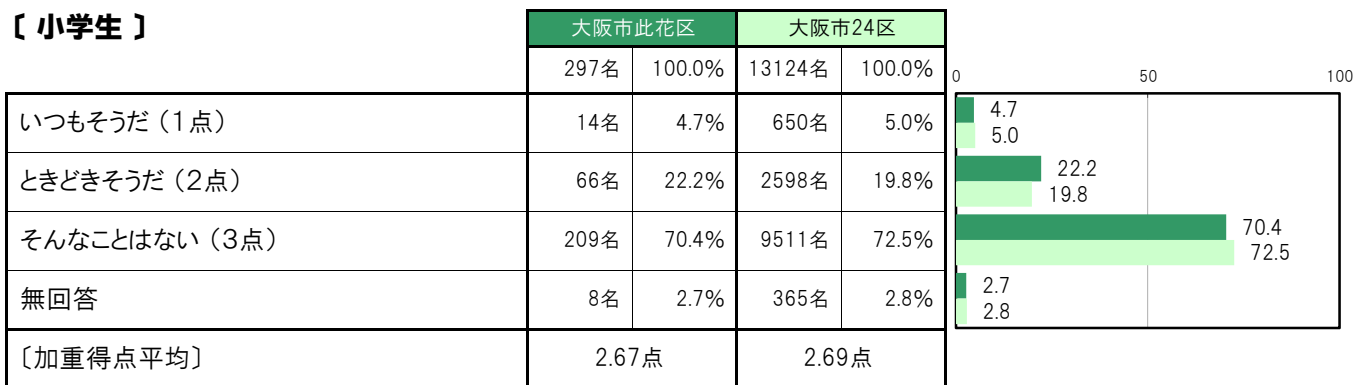 〔 小学生 〕
大阪市此花区 大阪市24区
297名 100.0% 13124名 100.0%
0 50 100
いつもそうだ（１点） 14名 4.7% 650名 5.0%
4.7
5.0
ときどきそうだ（２点） 66名 22.2% 2598名 19.8%
22.2
19.8
そんなことはない（３点） 209名 70.4% 9511名 72.5%
70.4
72.5
無回答 8名 2.7% 365名 2.8%
2.7
2.8
〔加重得点平均〕 2.67点 2.69点